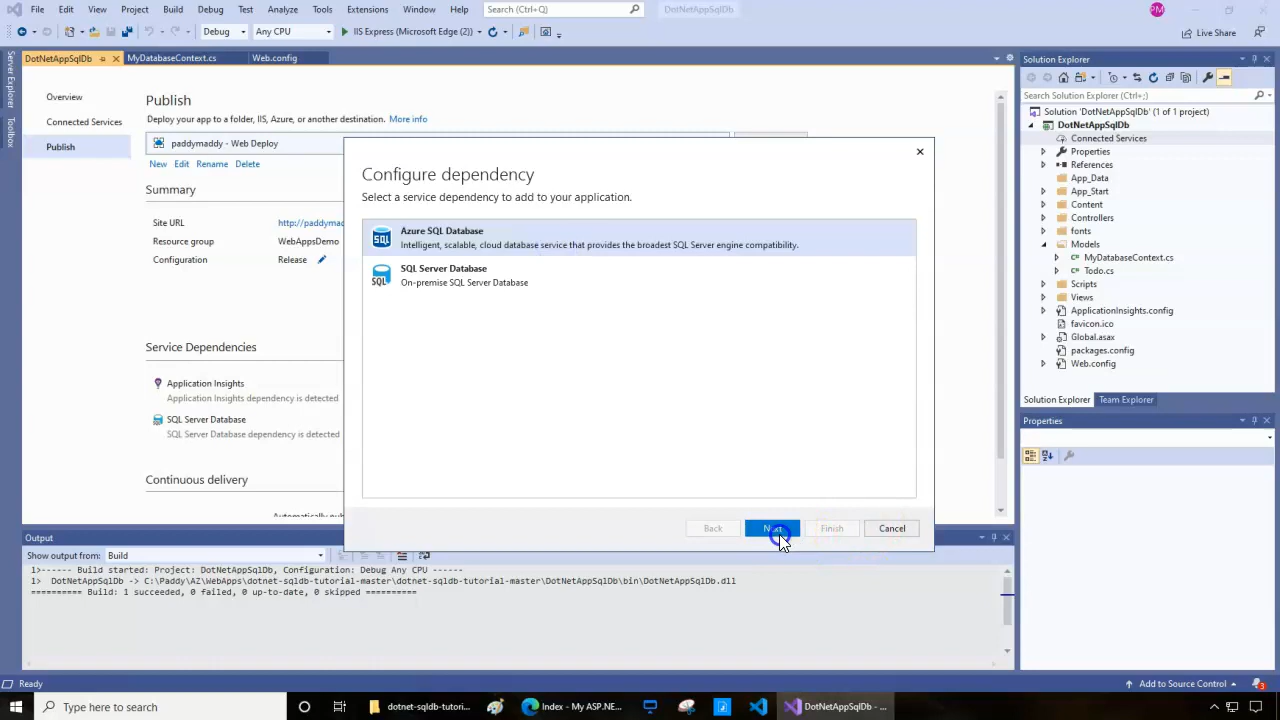 File Edit View Project Build Debug Test Analyze Tools Extensions Window Help Search (Ctrl+Q) DotNetAppSqlDb PM
Debug Any CPU IIS Express (Microsoft Edge (2)) Live Share
Server Explorer
Toolbox
DotNetAppSqlDb MyDatabaseContext.cs Web.config
Overview
Connected Services
Publish
Publish
Deploy your app to a folder, IIS, Azure, or another destination. More info
paddymaddy - Web Deploy
New Edit Rename Delete
Summary
Site URL http://paddymad
Resource group WebAppsDemo
Configuration Release
Service Dependencies
Application Insights
Application Insights dependency is detected
SQL Server Database
SQL Server Database dependency is detected
Continuous delivery
Configure dependency
Select a service dependency to add to your application.
Azure SQL Database
Intelligent, scalable, cloud database service that provides the broadest SQL Server engine compatibility.
SQL Server Database
On-premise SQL Server Database
Back Next Finish Cancel
Solution Explorer
Search Solution Explorer (Ctrl+;)
Solution 'DotNetAppSqlDb' (1 of 1 project)
DotNetAppSqlDb
Connected Services
Properties
References
App_Data
App_Start
Content
Controllers
fonts
Models
MyDatabaseContext.cs
Todo.cs
Scripts
Views
ApplicationInsights.config
favicon.ico
Global.asax
packages.config
Web.config
Solution Explorer Team Explorer
Properties
Output
Show output from: Build
1>------ Build started: Project: DotNetAppSqlDb, Configuration: Debug Any CPU ------
1> DotNetAppSqlDb -> C:\Paddy\AZ\WebApps\dotnet-sqldb-tutorial-master\dotnet-sqldb-tutorial-master\DotNetAppSqlDb\bin\DotNetAppSqlDb.dll
========== Build: 1 succeeded, 0 failed, 0 up-to-date, 0 skipped ==========
Ready Add to Source Control 3
Type here to search dotnet-sqldb-tutori... Index - My ASP.NE... DotNetAppSqlDb - ...